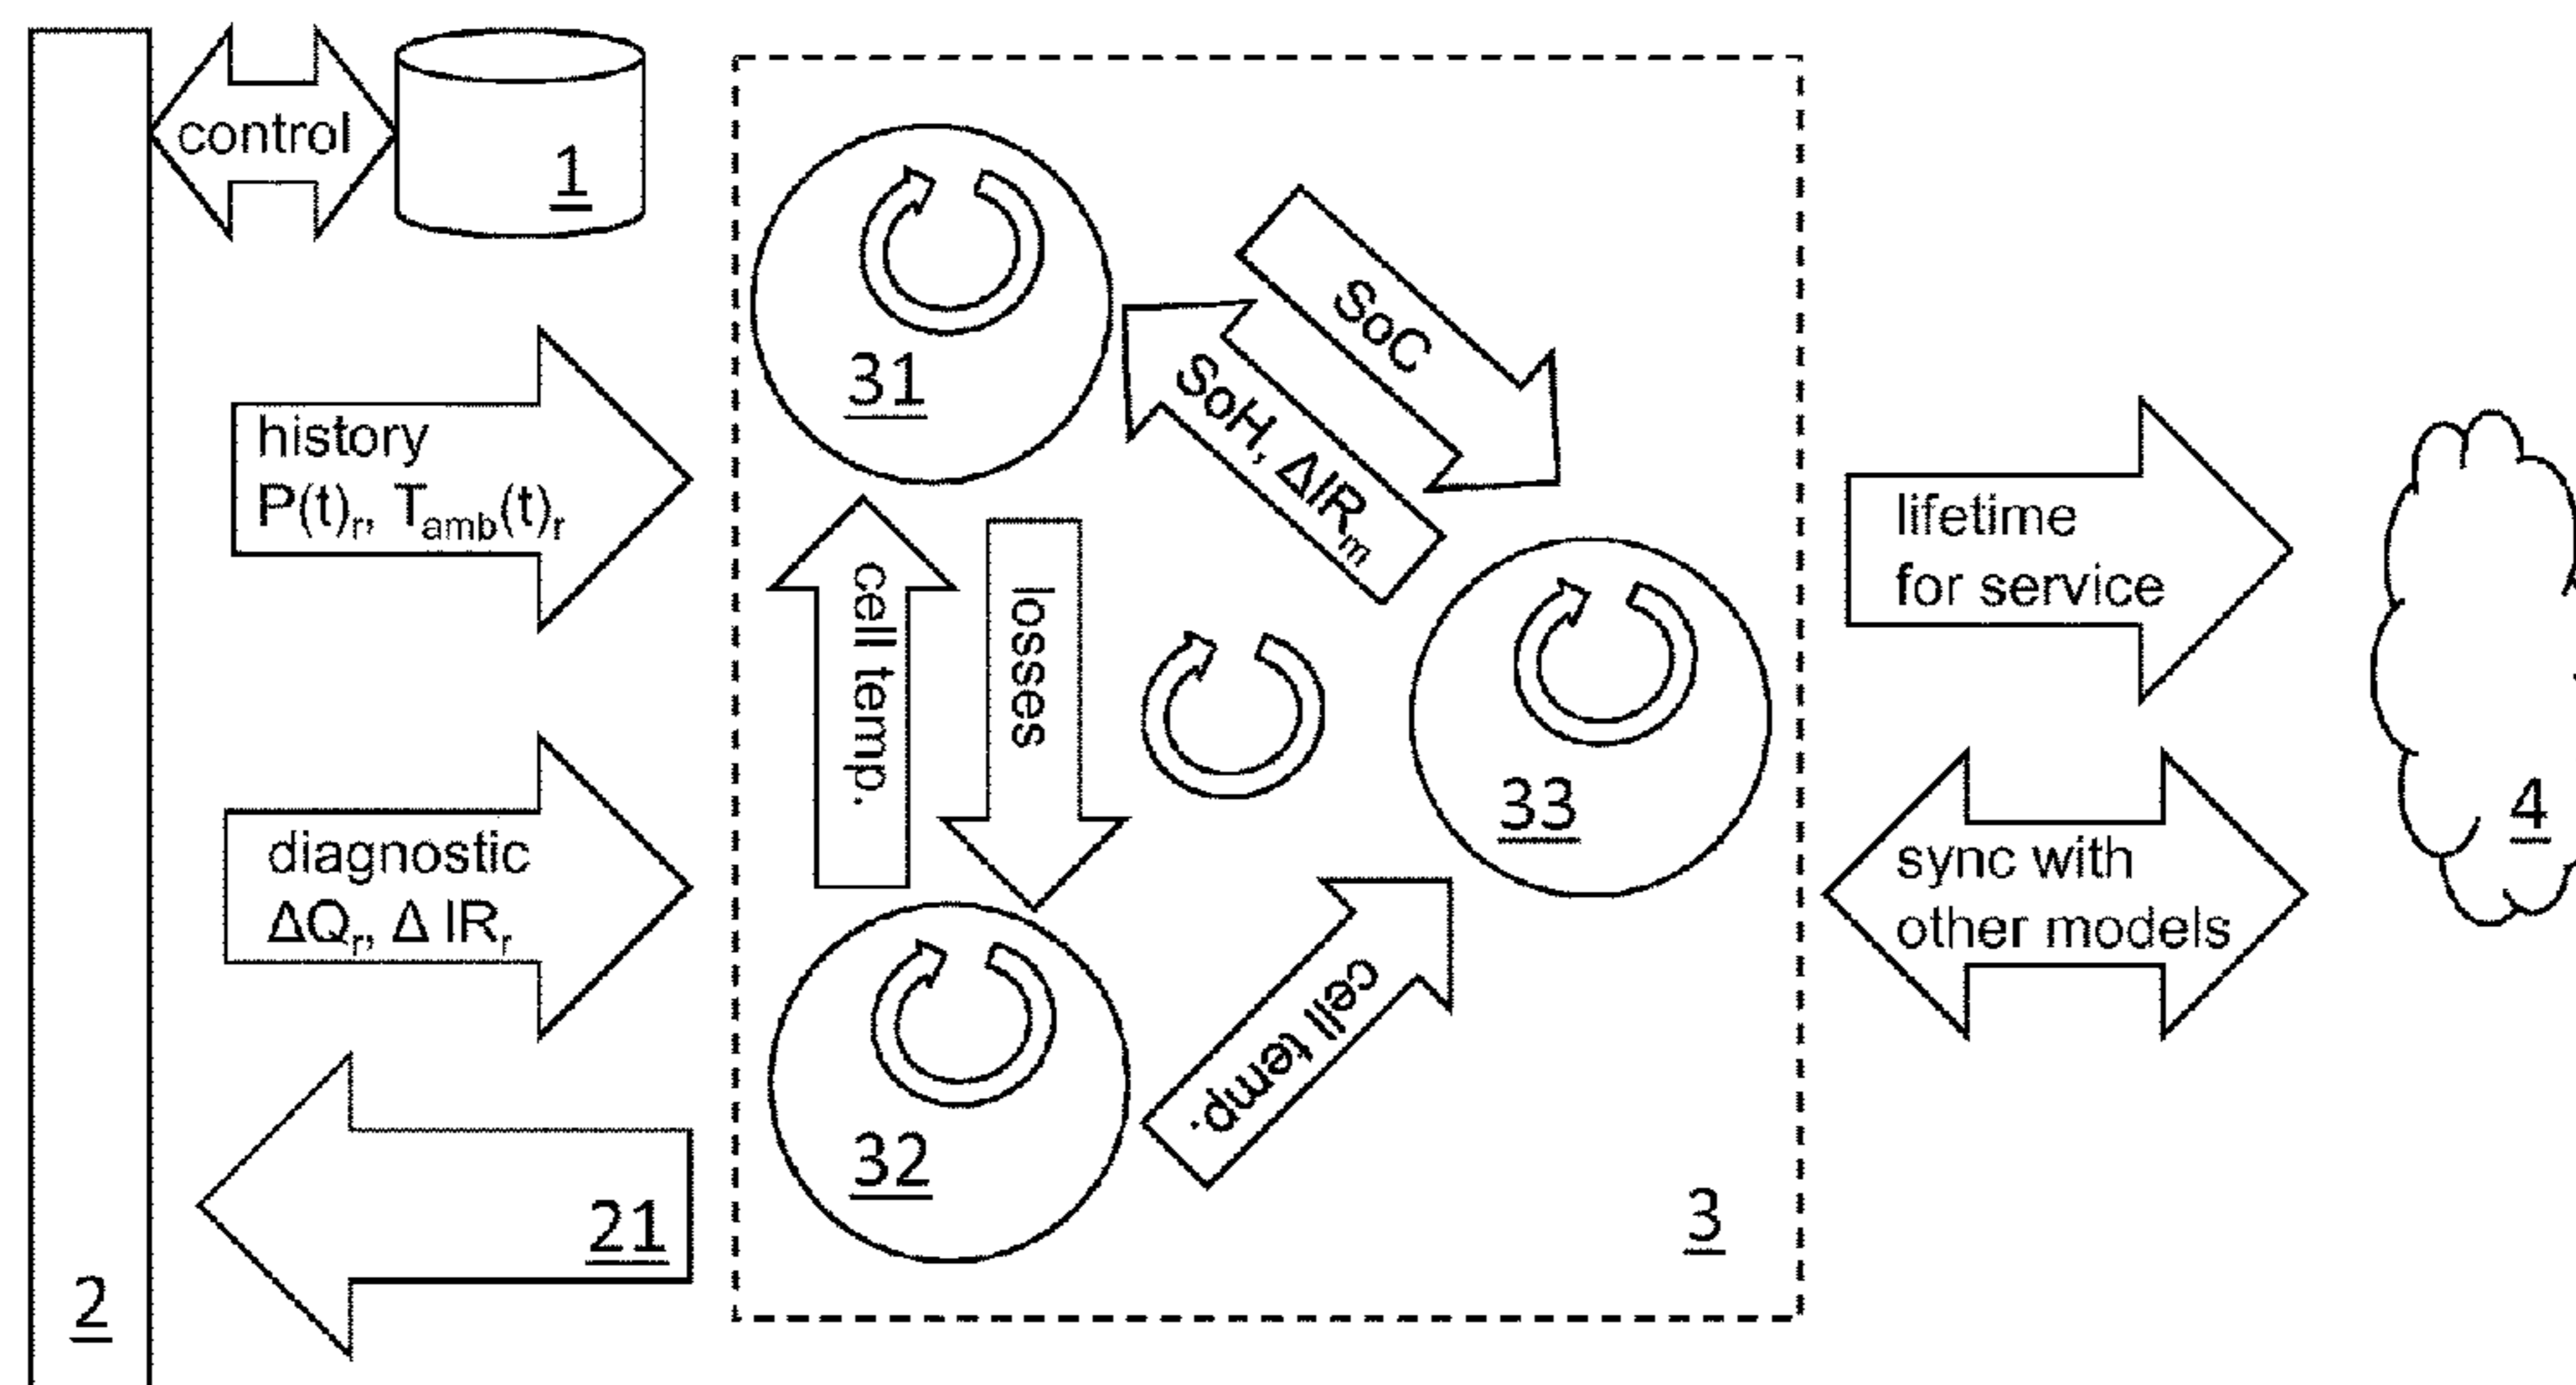 control
1
history
P(t)r, Tamb(t)r
diagnostic
ΔQr, Δ IRr
21
2
31
SoC
SoH, ΔIRm
cell temp.
losses
33
32
cell temp.
3
lifetime
for service
sync with
other models
4